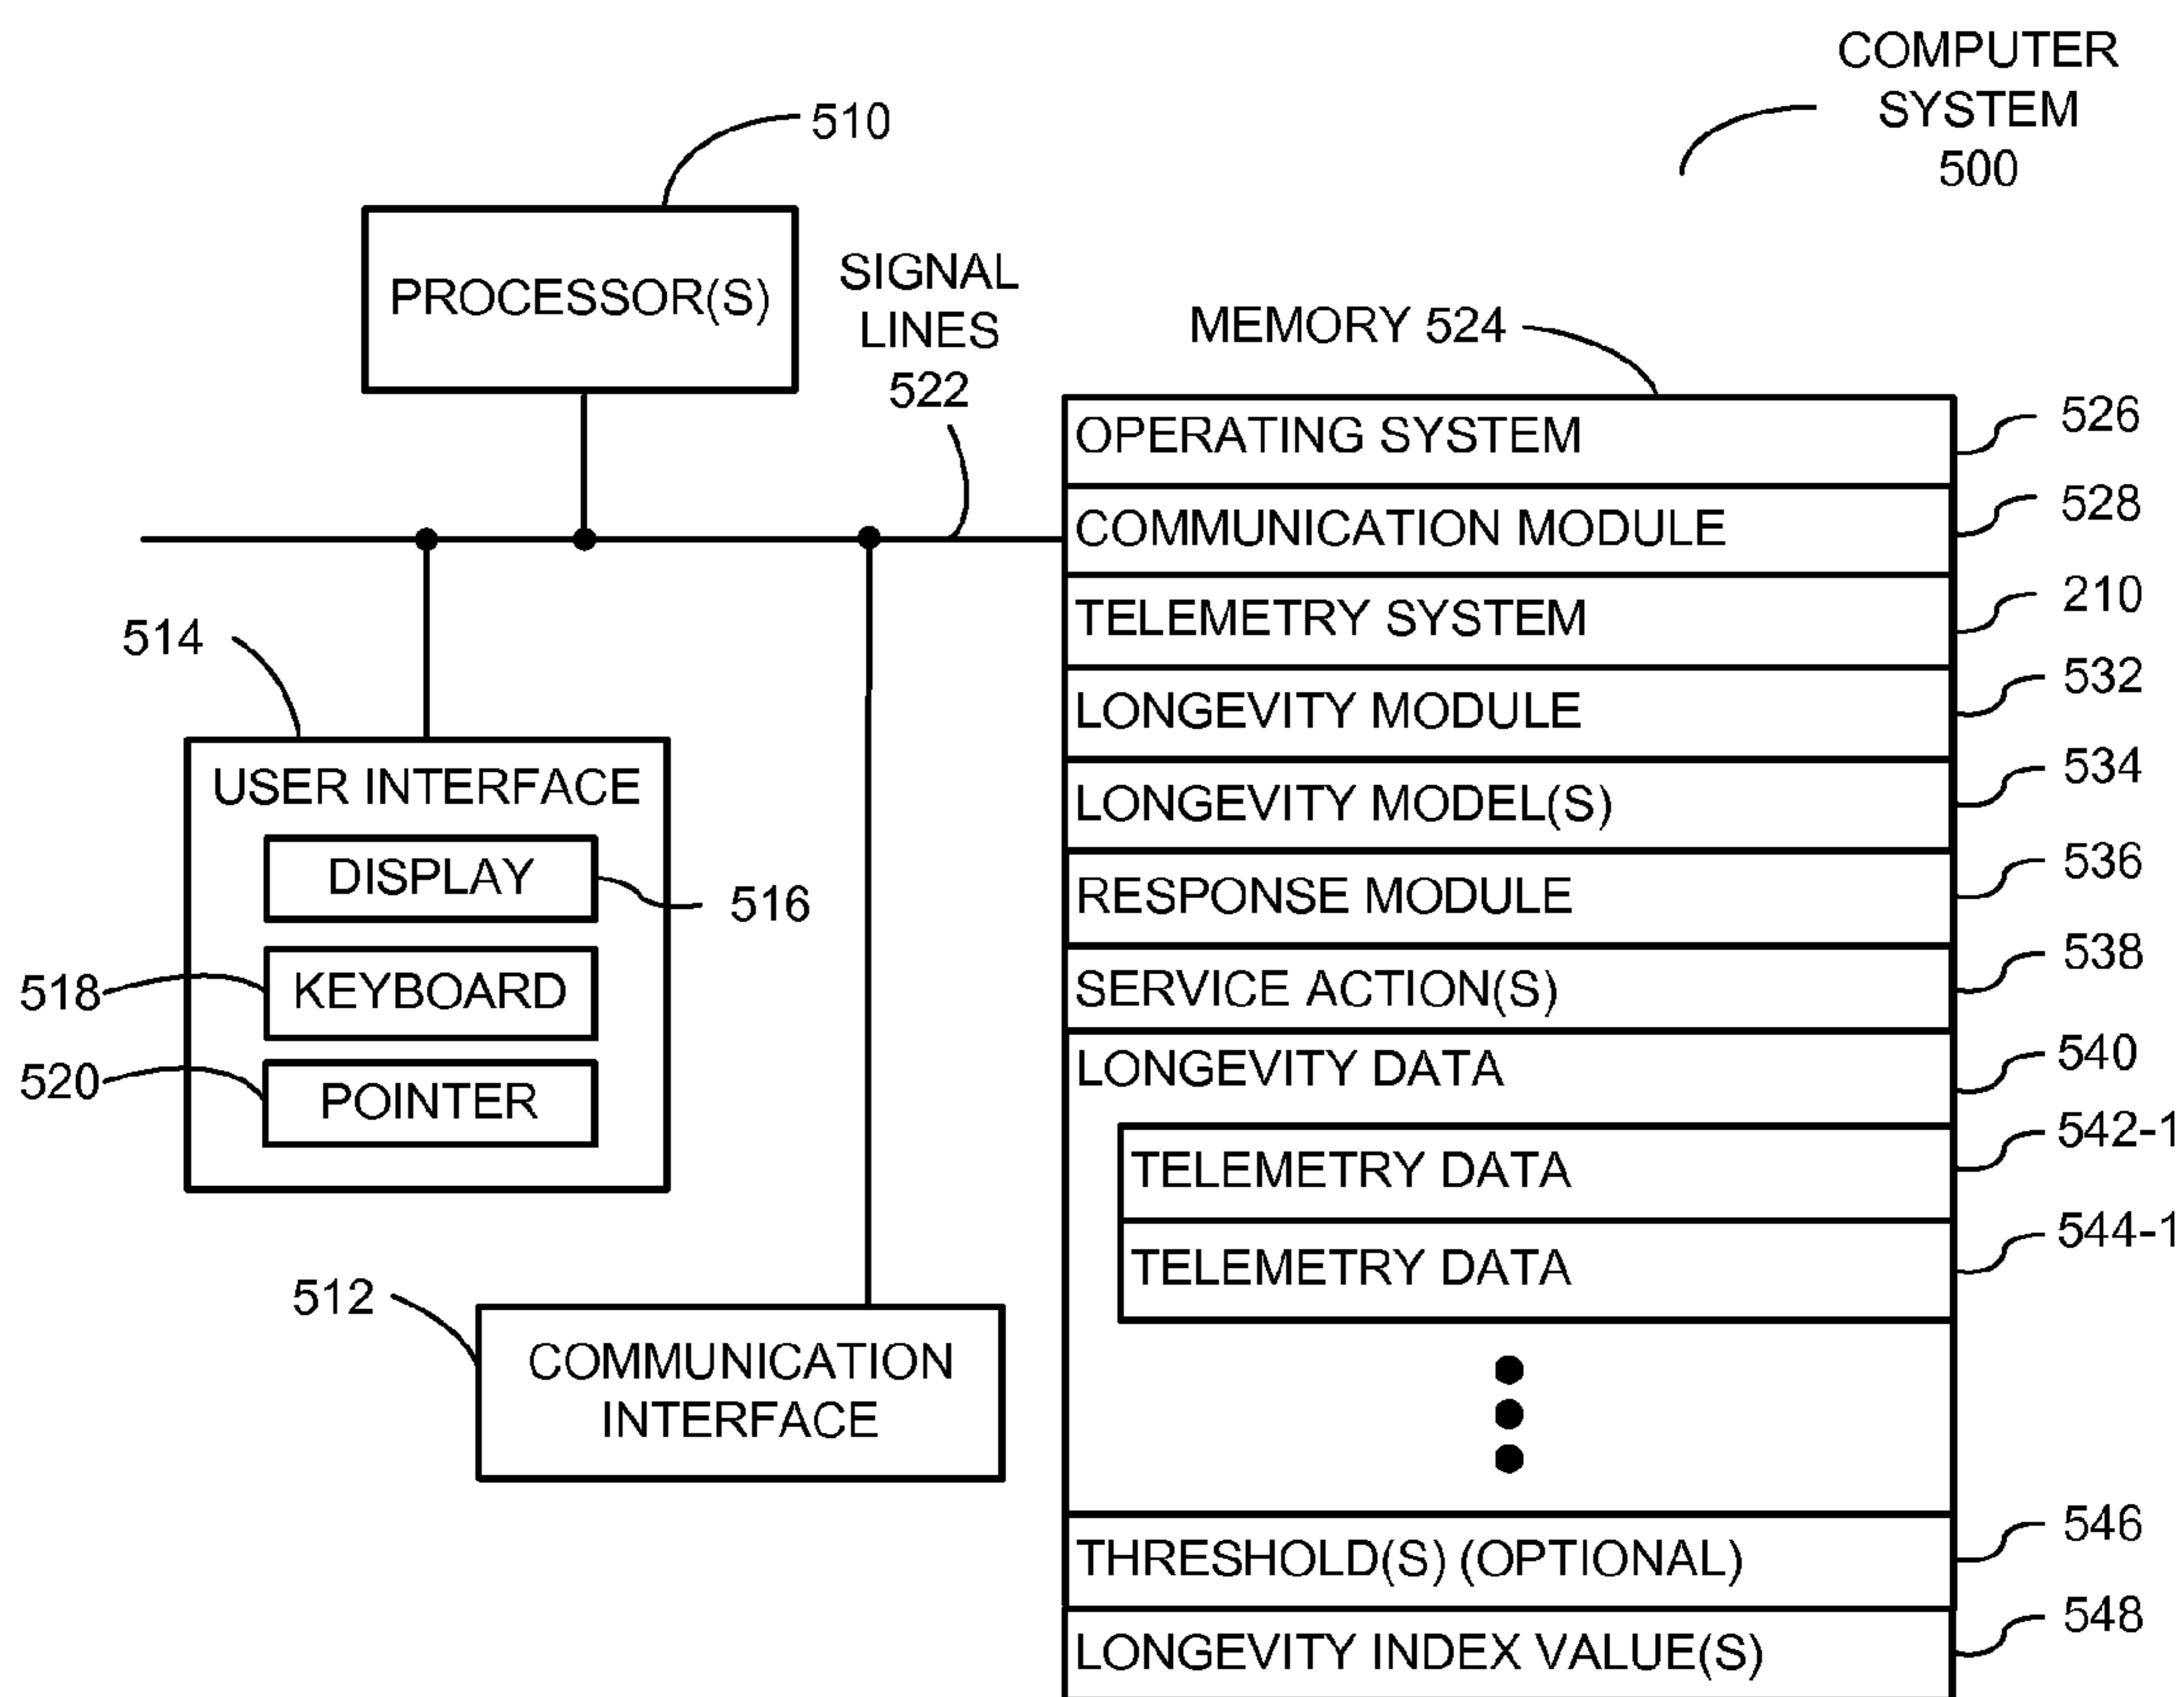 COMPUTER
SYSTEM
500
510
PROCESSOR(S)
SIGNAL
LINES
522
MEMORY 524
OPERATING SYSTEM
526
COMMUNICATION MODULE
528
TELEMETRY SYSTEM
210
LONGEVITY MODULE
532
LONGEVITY MODEL(S)
534
RESPONSE MODULE
536
SERVICE ACTION(S)
538
LONGEVITY DATA
540
TELEMETRY DATA
542-1
TELEMETRY DATA
544-1
THRESHOLD(S) (OPTIONAL)
546
LONGEVITY INDEX VALUE(S)
548
514
USER INTERFACE
DISPLAY
516
518
KEYBOARD
520
POINTER
512
COMMUNICATION
INTERFACE